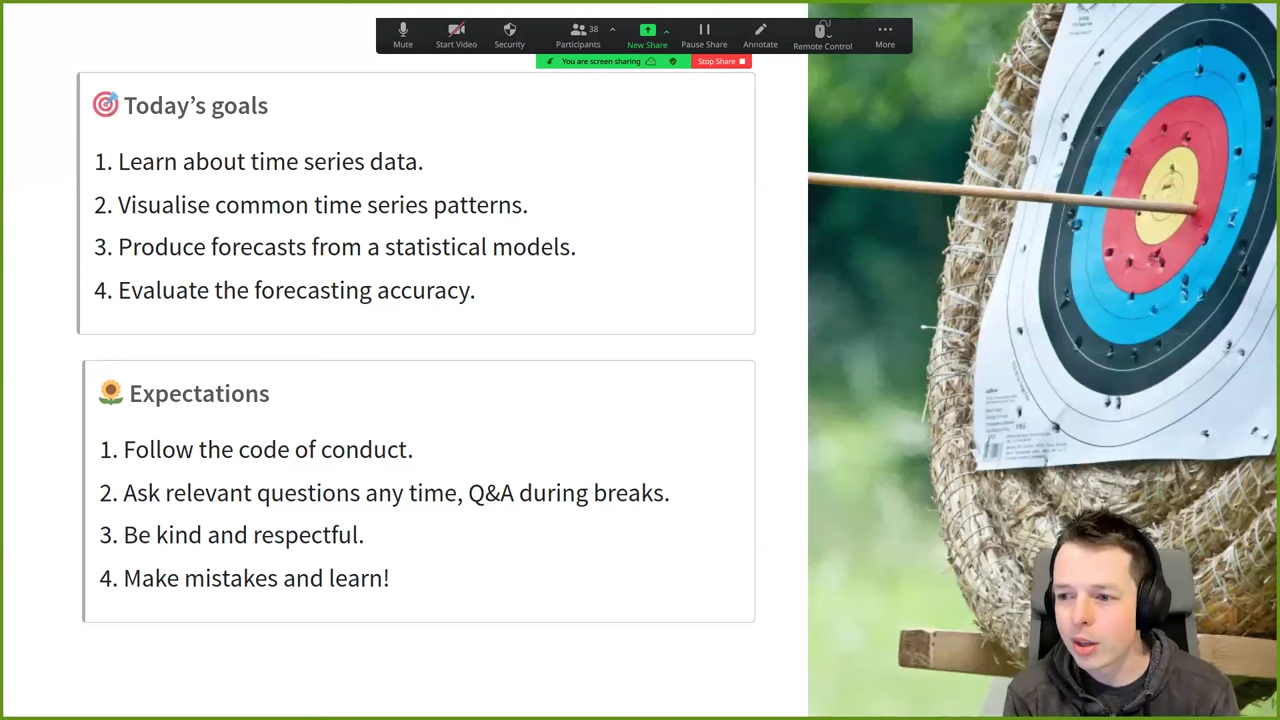 Mute
Start Video
Security
Participants
38
New Share
Pause Share
Annotate
Remote Control
More
You are screen sharing
Stop Share
Today’s goals
1. Learn about time series data.
2. Visualise common time series patterns.
3. Produce forecasts from a statistical models.
4. Evaluate the forecasting accuracy.
Expectations
1. Follow the code of conduct.
2. Ask relevant questions any time, Q&A during breaks.
3. Be kind and respectful.
4. Make mistakes and learn!